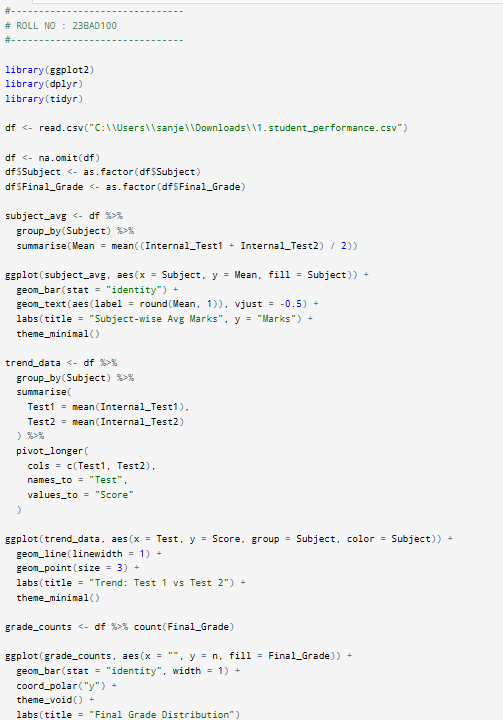 #-------------------------------
# ROLL NO : 23BAD100
#-------------------------------
library(ggplot2)
library(dplyr)
library(tidyr)
df <- read.csv("C:\\Users\\sanje\\Downloads\\1.student_performance.csv")
df <- na.omit(df)
df$Subject <- as.factor(df$Subject)
df$Final_Grade <- as.factor(df$Final_Grade)
subject_avg <- df %>%
  group_by(Subject) %>%
  summarise(Mean = mean((Internal_Test1 + Internal_Test2) / 2))
ggplot(subject_avg, aes(x = Subject, y = Mean, fill = Subject)) +
  geom_bar(stat = "identity") +
  geom_text(aes(label = round(Mean, 1)), vjust = -0.5) +
  labs(title = "Subject-wise Avg Marks", y = "Marks") +
  theme_minimal()
trend_data <- df %>%
  group_by(Subject) %>%
  summarise(
    Test1 = mean(Internal_Test1),
    Test2 = mean(Internal_Test2)
  ) %>%
  pivot_longer(
    cols = c(Test1, Test2),
    names_to = "Test",
    values_to = "Score"
  )
ggplot(trend_data, aes(x = Test, y = Score, group = Subject, color = Subject)) +
  geom_line(linewidth = 1) +
  geom_point(size = 3) +
  labs(title = "Trend: Test 1 vs Test 2") +
  theme_minimal()
grade_counts <- df %>% count(Final_Grade)
ggplot(grade_counts, aes(x = "", y = n, fill = Final_Grade)) +
  geom_bar(stat = "identity", width = 1) +
  coord_polar("y") +
  theme_void() +
  labs(title = "Final Grade Distribution")